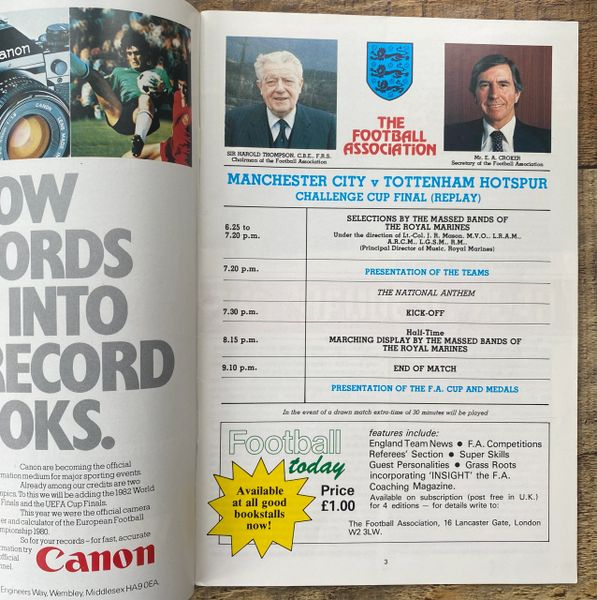 Canon
CANON
LENS MADE
OW
ORDS
INTO
RECORD
OKS.
Canon are becoming the official
mation medium for major sporting events.
Already among our credits are two
pics. To this we will be adding the 1982 World
Finals and the UEFA Cup Finals.
This year we were the official camera
er and calculator of the European Football
mpionship 1980.
So for your records – for fast, accurate
mation try
official
nel.
Canon
Engineers Way, Wembley, Middlesex HA9 0EA.
SIR HAROLD THOMPSON, C.B.E., F.R.S.
Chairman of the Football Association
THE
FOOTBALL
ASSOCIATION
Mr. E. A. CROKER
Secretary of the Football Association
MANCHESTER CITY v TOTTENHAM HOTSPUR
CHALLENGE CUP FINAL (REPLAY)
6.25 to
7.20 p.m.
SELECTIONS BY THE MASSED BANDS OF
THE ROYAL MARINES
Under the direction of Lt.-Col. J. R. Mason, M.V.O., L.R.A.M.,
A.R.C.M., L.G.S.M., R.M.,
(Principal Director of Music, Royal Marines)
7.20 p.m.
PRESENTATION OF THE TEAMS
THE NATIONAL ANTHEM
7.30 p.m.
KICK-OFF
8.15 p.m.
Half-Time
MARCHING DISPLAY BY THE MASSED BANDS OF
THE ROYAL MARINES
9.10 p.m.
END OF MATCH
PRESENTATION OF THE F.A. CUP AND MEDALS
In the event of a drawn match extra-time of 30 minutes will be played
Football
today
Available
at all good
bookstalls
now!
Price
£1.00
features include:
England Team News ● F.A. Competitions
Referees' Section ● Super Skills
Guest Personalities ● Grass Roots
incorporating 'INSIGHT' the F.A.
Coaching Magazine.
Available on subscription (post free in U.K.)
for 4 editions – for details write to:
The Football Association, 16 Lancaster Gate, London
W2 3LW.
3